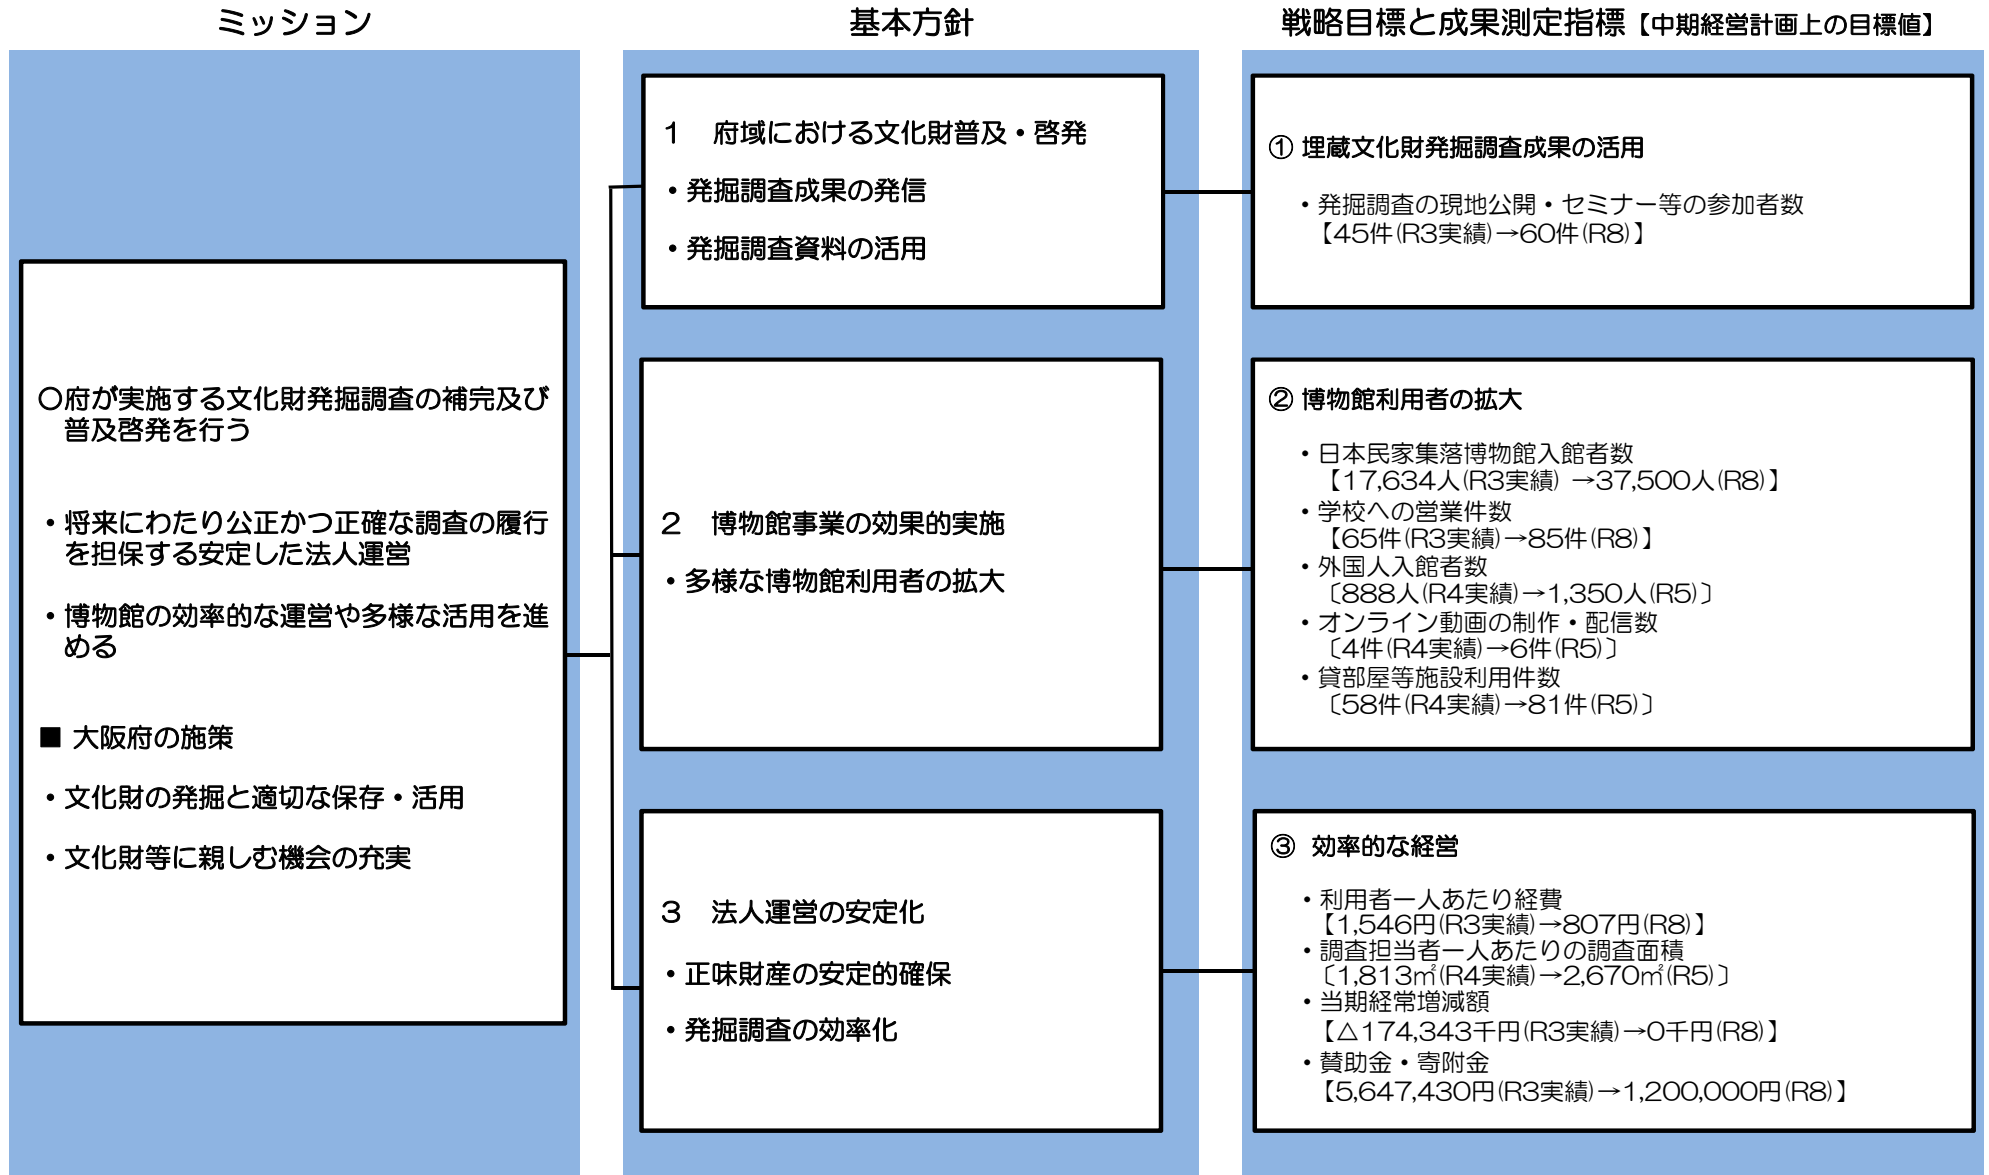 ミッション
基本方針
戦略目標と成果測定指標【中期経営計画上の目標値】
〇府が実施する文化財発掘調査の補完及び
普及啓発を行う
・将来にわたり公正かつ正確な調査の履行
を担保する安定した法人運営
・博物館の効率的な運営や多様な活用を進
める
■ 大阪府の施策
・文化財の発掘と適切な保存・活用
・文化財等に親しむ機会の充実
１　府域における文化財普及・啓発
・発掘調査成果の発信
・発掘調査資料の活用
２　博物館事業の効果的実施
・多様な博物館利用者の拡大
３　法人運営の安定化
・正味財産の安定的確保
・発掘調査の効率化
① 埋蔵文化財発掘調査成果の活用
・発掘調査の現地公開・セミナー等の参加者数
【45件(R3実績)→60件(R8)】
② 博物館利用者の拡大
・日本民家集落博物館入館者数
【17,634人(R3実績) →37,500人(R8)】
・学校への営業件数
【65件(R3実績)→85件(R8)】
・外国人入館者数
〔888人(R4実績)→1,350人(R5)〕
・オンライン動画の制作・配信数
〔4件(R4実績)→6件(R5)〕
・貸部屋等施設利用件数
〔58件(R4実績)→81件(R5)〕
③ 効率的な経営
・利用者一人あたり経費
【1,546円(R3実績)→807円(R8)】
・調査担当者一人あたりの調査面積
〔1,813㎡(R4実績)→2,670㎡(R5)〕
・当期経常増減額
【△174,343千円(R3実績)→0千円(R8)】
・賛助金・寄附金
【5,647,430円(R3実績)→1,200,000円(R8)】